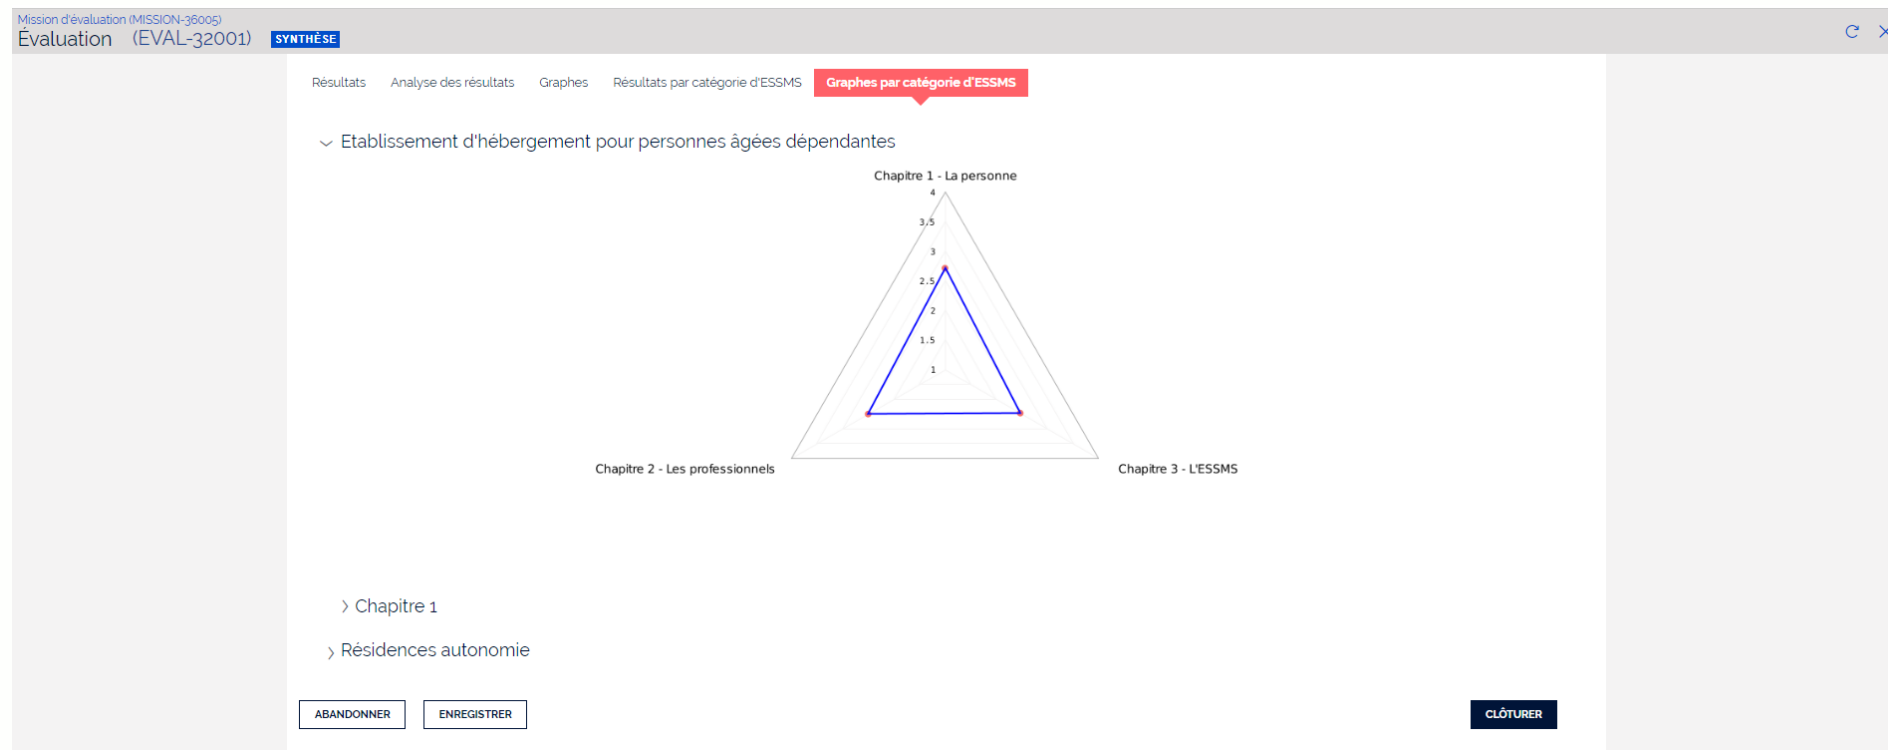 Mission d'évaluation (MISSION-36005)
Évaluation (EVAL-32001) SYNTHÈSE
Résultats Analyse des résultats Graphes Résultats par catégorie d'ESSMS Graphes par catégorie d'ESSMS
Etablissement d'hébergement pour personnes âgées dépendantes
Chapitre 1 - La personne
4
3.5
3
2.5
2
1.5
1
Chapitre 2 - Les professionnels Chapitre 3 - L'ESSMS
Chapitre 1
Résidences autonomie
ABANDONNER ENREGISTRER CLÔTURER